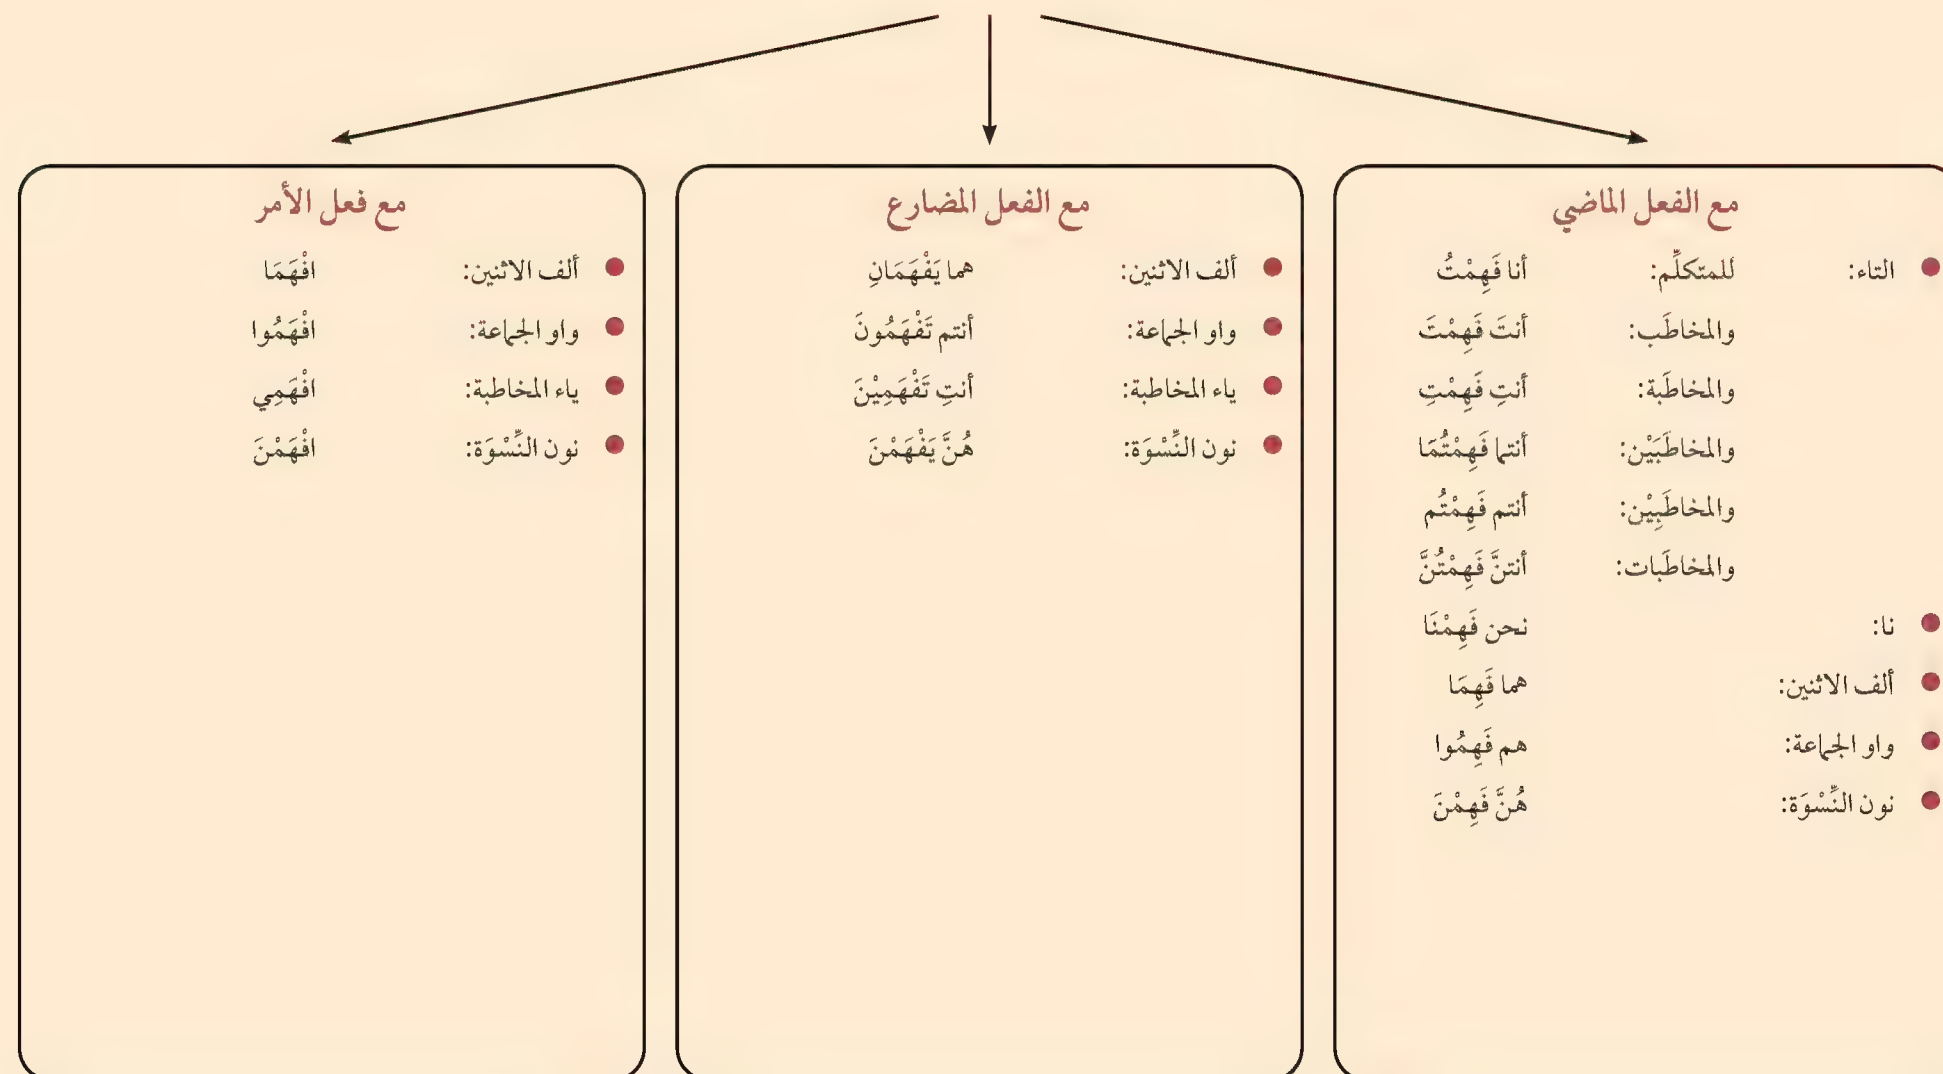 مع الفعل الماضي
التاء: للمتكلِّم: أنا فَهِمْتُ
والمخاطَب: أنتَ فَهِمْتَ
والمخاطَبة: أنتِ فَهِمْتِ
والمخاطَبَيْن: أنتما فَهِمْتُمَا
والمخاطَبِيْن: أنتم فَهِمْتُم
والمخاطَبات: أنتنَّ فَهِمْتُنَّ
نا: نحن فَهِمْنَا
ألف الاثنين: هما فَهِمَا
واو الجماعة: هم فَهِمُوا
نون النِّسْوَة: هُنَّ فَهِمْنَ
مع الفعل المضارع
ألف الاثنين: هما يَفْهَمَانِ
واو الجماعة: أنتم تَفْهَمُونَ
ياء المخاطبة: أنتِ تَفْهَمِيْنَ
نون النِّسْوَة: هُنَّ يَفْهَمْنَ
مع فعل الأمر
ألف الاثنين: افْهَمَا
واو الجماعة: افْهَمُوا
ياء المخاطبة: افْهَمِي
نون النِّسْوَة: افْهَمْنَ